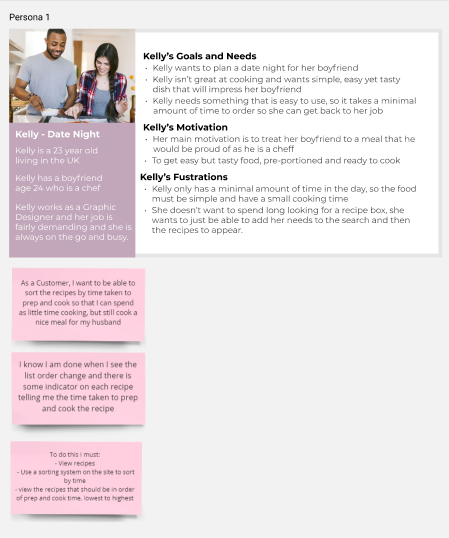 Persona 1
Kelly's Goals and Needs
• Kelly wants to plan a date night for her boyfriend
• Kelly isn't great at cooking and wants simple, easy yet tasty
dish that will impress her boyfriend
• Kelly needs something that is easy to use, so it takes a minimal
amount of time to order so she can get back to her job
Kelly's Motivation
• Her main motivation is to treat her boyfriend to a meal that he
would be proud of as he is a cheff
• To get easy but tasty food, pre-portioned and ready to cook
Kelly's Fustrations
• Kelly only has a minimal amount of time in the day, so the food
must be simple and have a small cooking time
• She doesn't want to spend long looking for a recipe box, she
wants to just be able to add her needs to the search and then
the recipes to appear.
Kelly - Date Night
Kelly is a 23 year old
living in the UK
Kelly has a boyfriend
age 24 who is a chef
Kelly works as a Graphic
Designer and her job is
fairly demanding and she is
always on the go and busy.
As a Customer, I want to be able to
sort the recipes by time taken to
prep and cook so that I can spend
as little time cooking, but still cook a
nice meal for my husband
I know I am done when I see the
list order change and there is
some indicator on each recipe
telling me the time taken to prep
and cook the recipe
To do this I must:
- View recipes
- Use a sorting system on the site to sort
by time
- view the recipes that should be in order
of prep and cook time, lowest to highest